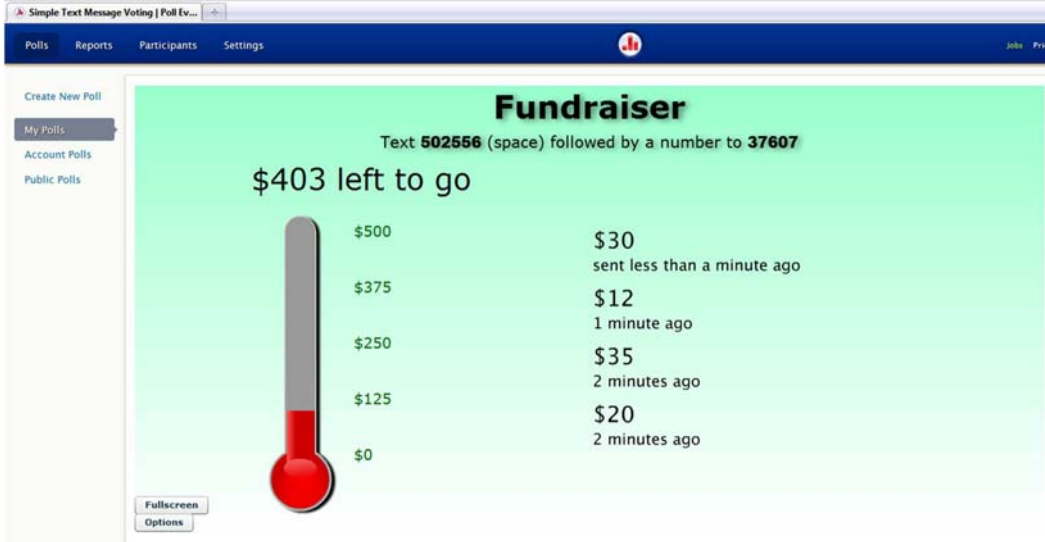 Simple Text Message Voting | Poll Ev...
Polls Reports Participants Settings
Jobs
Create New Poll
My Polls
Account Polls
Public Polls
Fundraiser
Text 502556 (space) followed by a number to 37607
$403 left to go
$500
$375
$250
$125
$0
$30
sent less than a minute ago
$12
1 minute ago
$35
2 minutes ago
$20
2 minutes ago
Fullscreen
Options